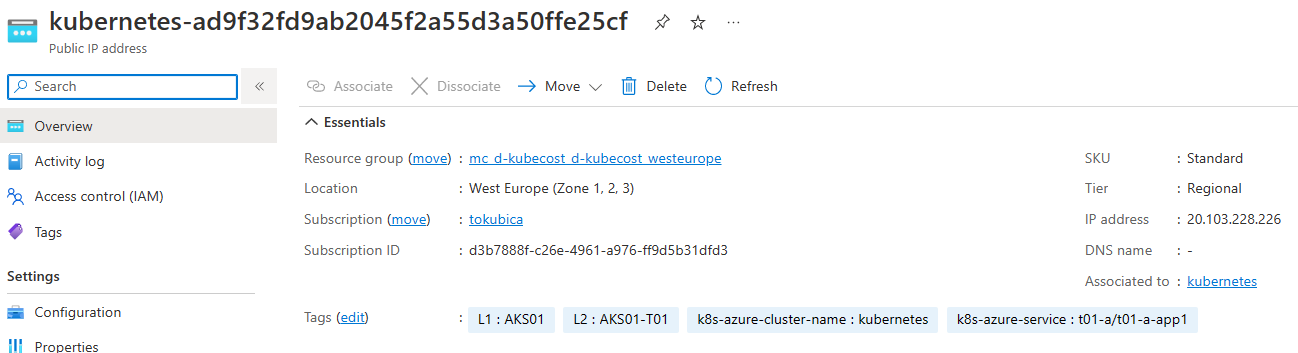 kubernetes-ad9f32fd9ab2045f2a55d3a50ffe25cf
Public IP address
Search
Associate Dissociate Move Delete Refresh
Overview
Activity log
Access control (IAM)
Tags
Settings
Configuration
Properties
Essentials
Resource group (move) : mc_d-kubecost_d-kubecost_westeurope
Location : West Europe (Zone 1, 2, 3)
Subscription (move) : tokubica
Subscription ID : d3b7888f-c26e-4961-a976-ff9d5b31dfd3
SKU : Standard
Tier : Regional
IP address : 20.103.228.226
DNS name : -
Associated to : kubernetes
Tags (edit) : L1 : AKS01 L2 : AKS01-T01 k8s-azure-cluster-name : kubernetes k8s-azure-service : t01-a/t01-a-app1